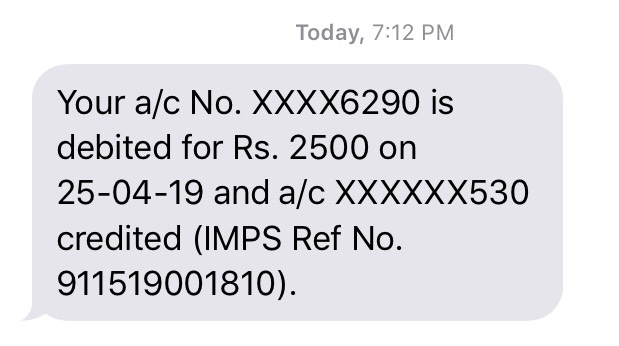 Today, 7:12 PM
Your a/c No. XXXX6290 is
debited for Rs. 2500 on
25-04-19 and a/c XXXXXX530
credited (IMPS Ref No.
911519001810).